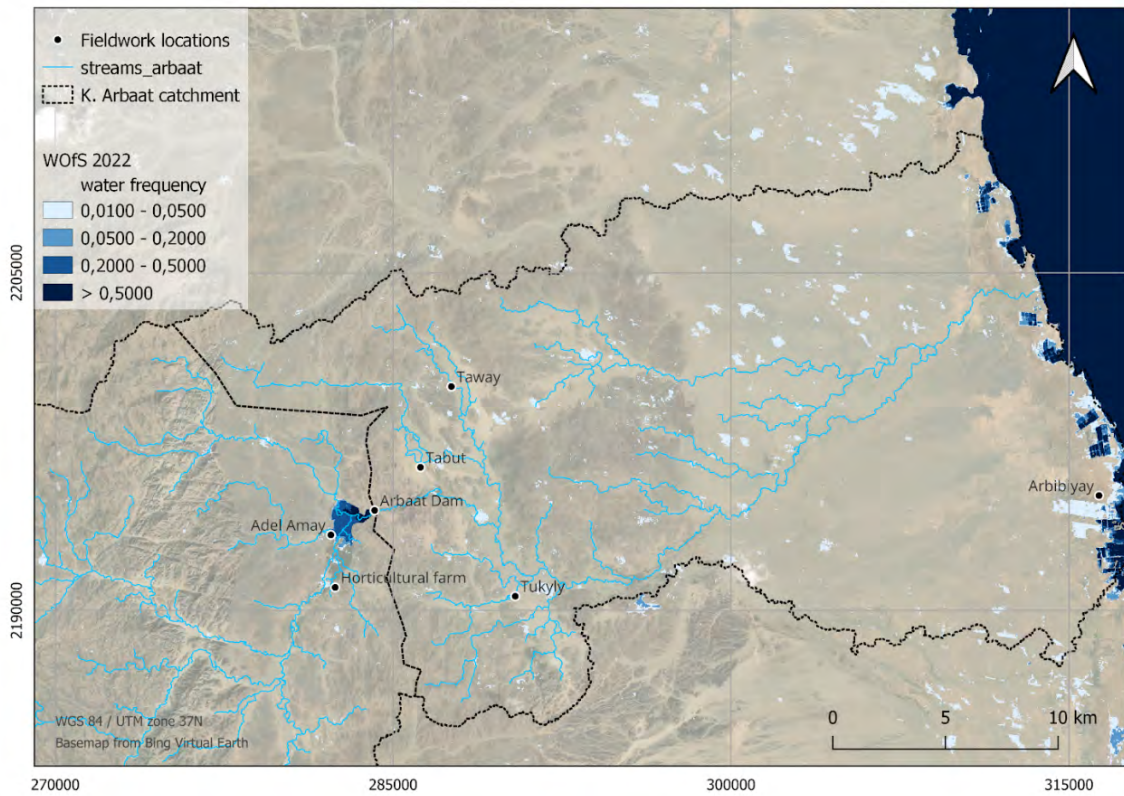 Fieldwork locations
streams_arbaat
K. Arbaat catchment
WOfS 2022
water frequency
0,0100 - 0,0500
0,0500 - 0,2000
0,2000 - 0,5000
> 0,5000
2205000
2190000
Taway
Tabut
Arbaat Dam
Arbib yay
Adel Amay
Horticultural farm
Tukyly
WGS 84 / UTM zone 37N
Basemap from Bing Virtual Earth
0 5 10 km
270000 285000 300000 315000